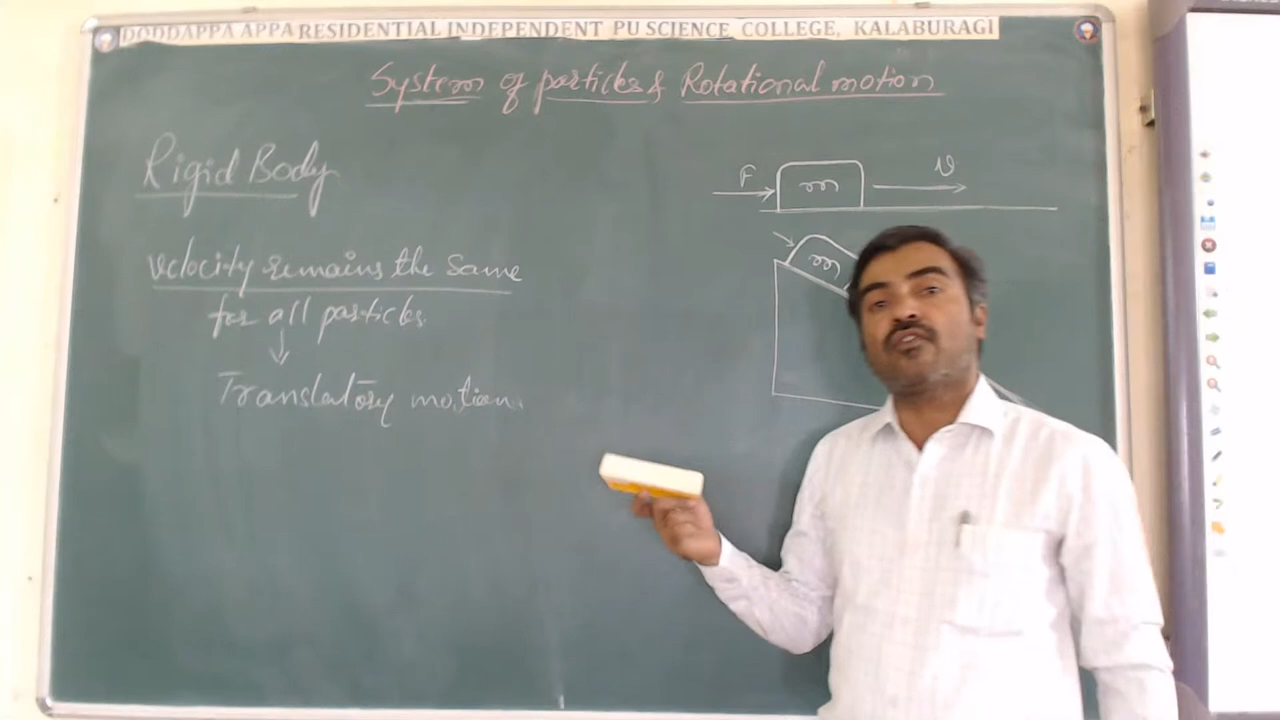 DODDAPPA APPA RESIDENTIAL INDEPENDENT PU SCIENCE COLLEGE, KALABURAGI
System of particles & Rotational motion
Rigid Body
F
v
velocity remains the same
for all particles.
Translatory motion.